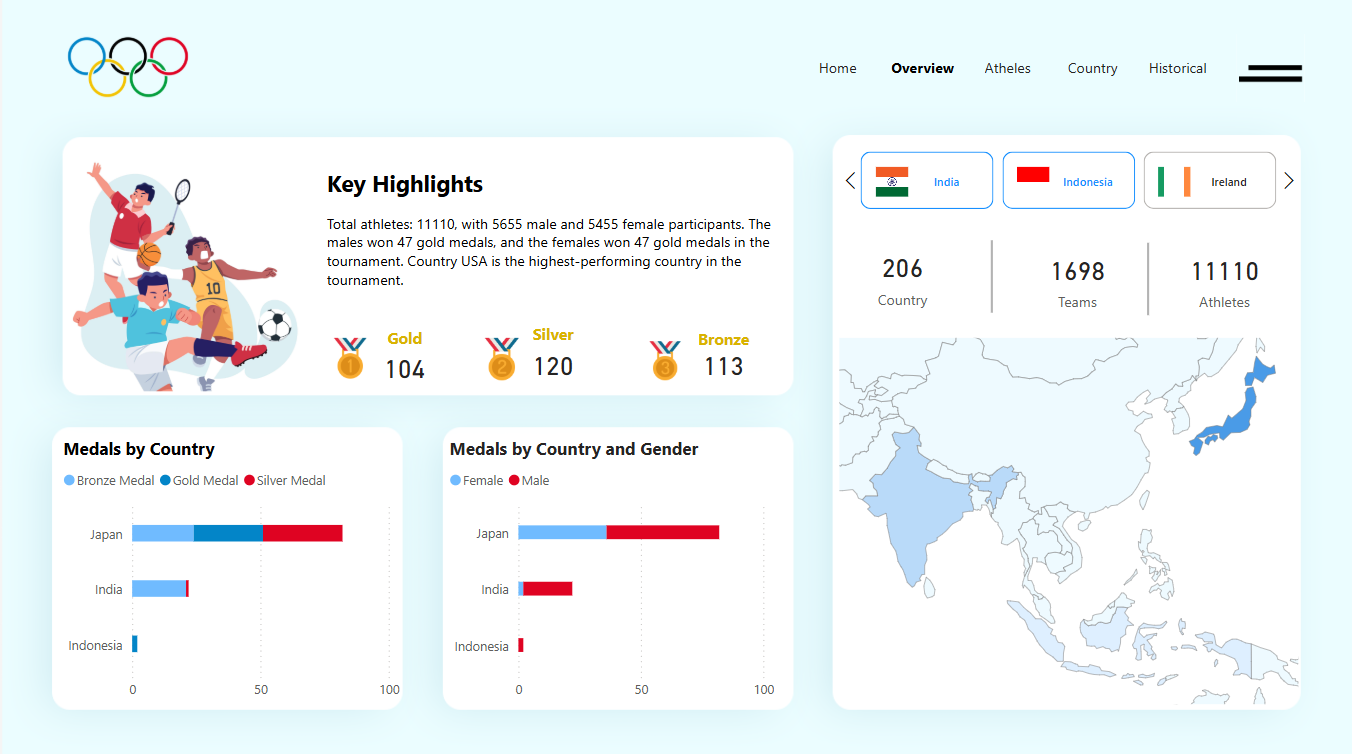 Home Overview Atheles Country Historical
Key Highlights
Total athletes: 11110, with 5655 male and 5455 female participants. The
males won 47 gold medals, and the females won 47 gold medals in the
tournament. Country USA is the highest-performing country in the
tournament.
10
1 Gold
104
2 Silver
120
3 Bronze
113
India Indonesia Ireland
206 1698 11110
Country Teams Athletes
Medals by Country
Bronze Medal Gold Medal Silver Medal
Japan
India
Indonesia
0 50 100
Medals by Country and Gender
Female Male
Japan
India
Indonesia
0 50 100